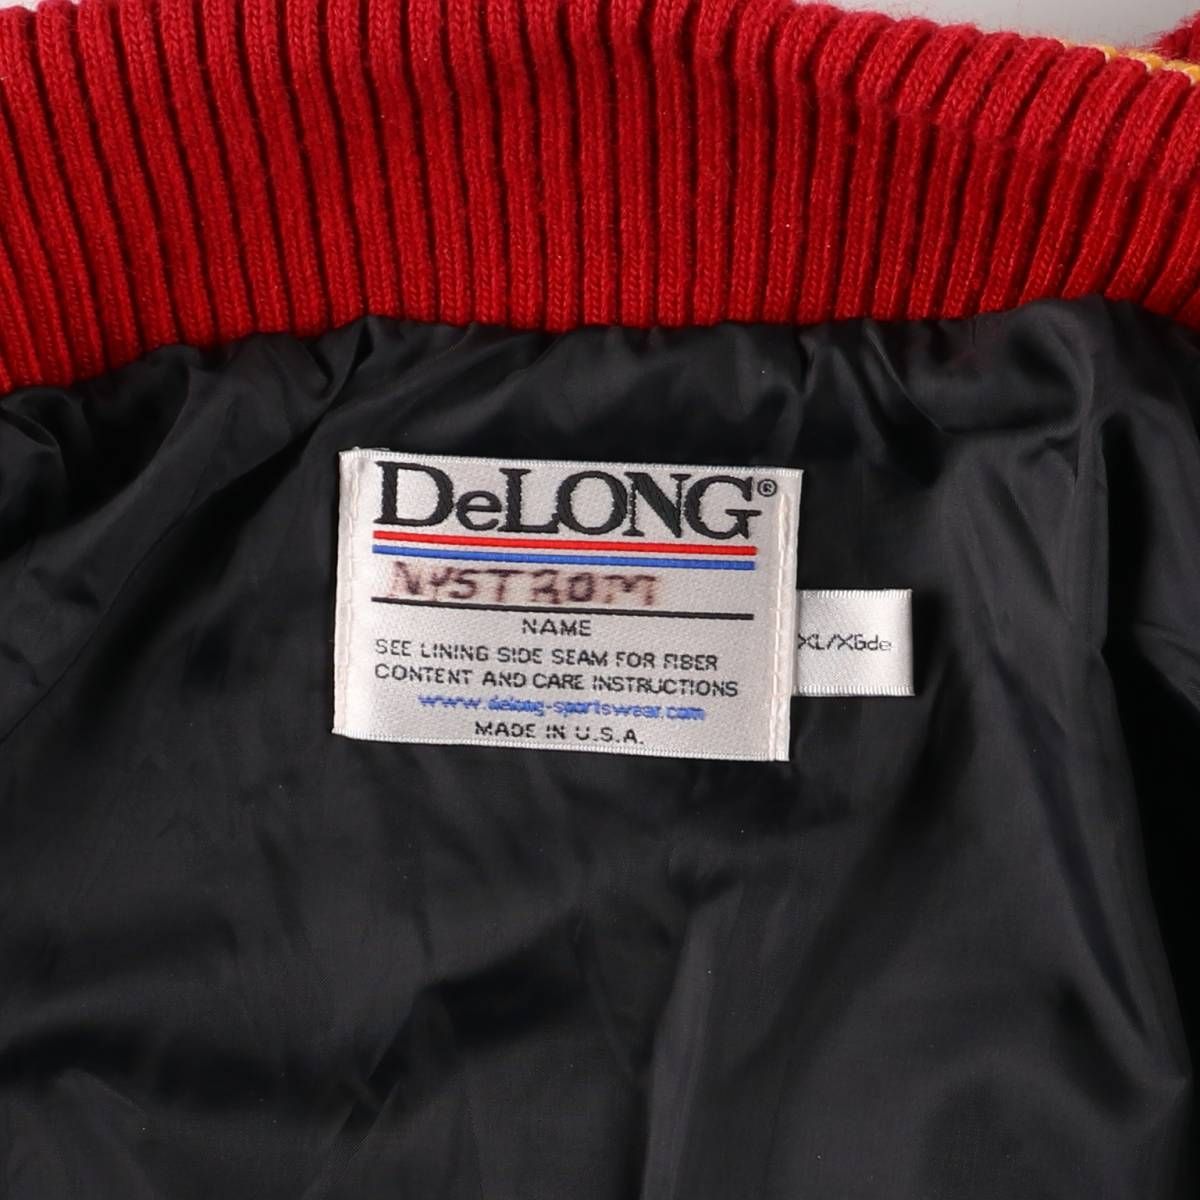 DeLONG®
NYSTROM
NAME
SEE LINING SIDE SEAM FOR FIBER
CONTENT AND CARE INSTRUCTIONS
www.delong-sportswear.com
MADE IN U.S.A.
XL/XGde